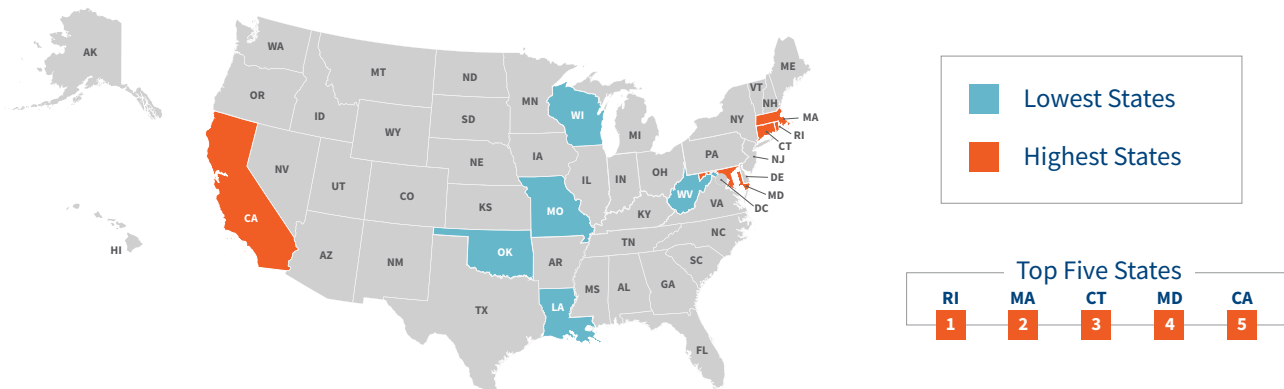 AK
WA
MT
ND
MN
ME
VT
NH
OR
ID
SD
WI
NY
MA
RI
CT
WY
MI
IA
PA
NJ
NE
NV
UT
CO
IL
IN
OH
DE
MD
DC
WV
VA
KS
MO
KY
CA
NC
TN
OK
AR
SC
HI
AZ
NM
MS
AL
GA
LA
TX
FL
Lowest States
Highest States
Top Five States
RI MA CT MD CA
1 2 3 4 5